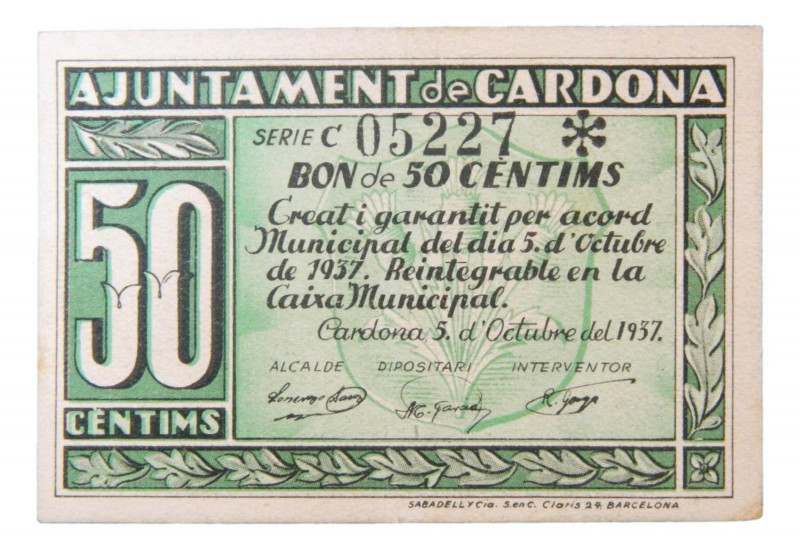 AJUNTAMENT de CARDONA
SERIE C 05227 *
BON de 50 CÈNTIMS
Creat i garantit per acord
Municipal del dia 5. d'Octubre
de 1937. Reintegrable en la
Caixa Municipal.
Cardona 5. d'Octubre del 1937.
ALCALDE DIPOSITARI INTERVENTOR
50
CÈNTIMS
SABADELL Y Cia. S. en C. Claris 24. BARCELONA